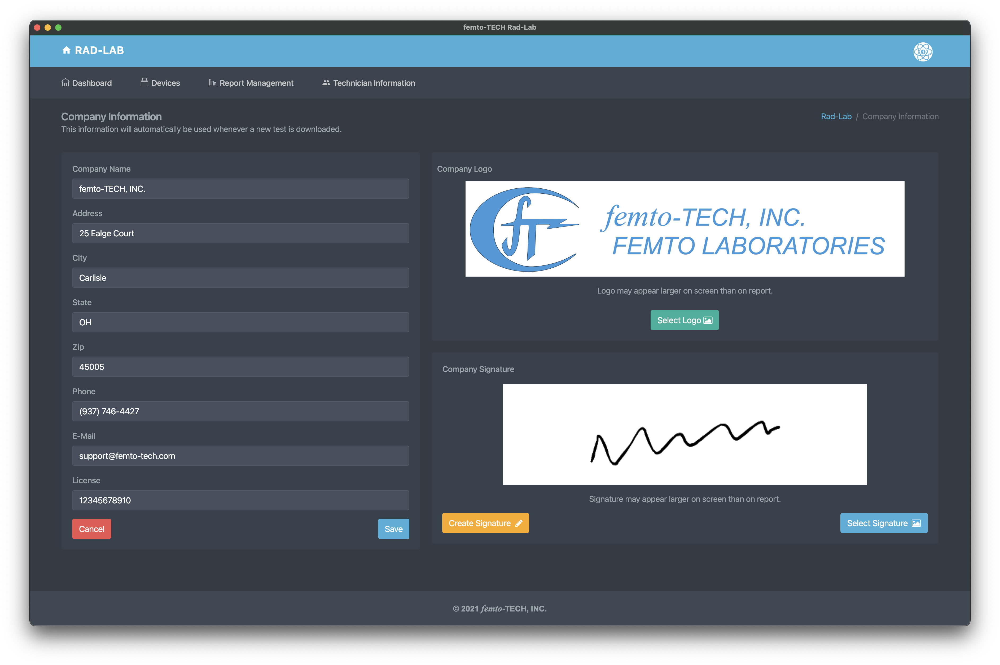 femto-TECH Rad-Lab
RAD-LAB
Dashboard Devices Report Management Technician Information
Company Information
Rad-Lab / Company Information
This information will automatically be used whenever a new test is downloaded.
Company Name
femto-TECH, INC.
Address
25 Ealge Court
City
Carlisle
State
OH
Zip
45005
Phone
(937) 746-4427
E-Mail
support@femto-tech.com
License
12345678910
Cancel Save
Company Logo
fT
femto-TECH, INC.
FEMTO LABORATORIES
Logo may appear larger on screen than on report.
Select Logo
Company Signature
Signature may appear larger on screen than on report.
Create Signature Select Signature
© 2021 femto-TECH, INC.